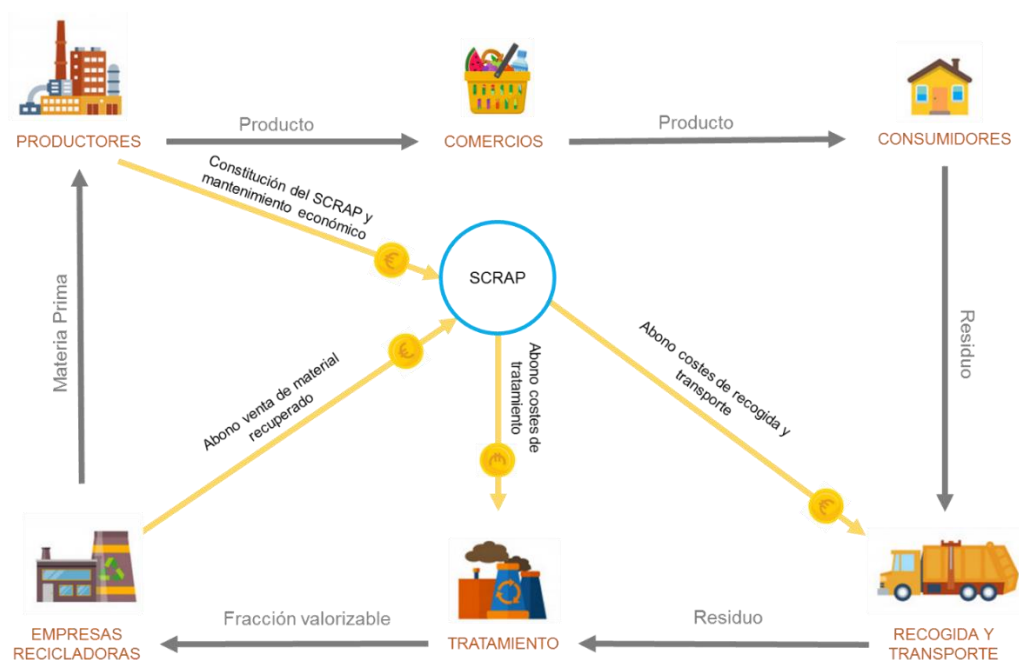 PRODUCTORES
Producto
COMERCIOS
Producto
CONSUMIDORES
Constitución del SCRAP y
mantenimiento económico
SCRAP
Materia Prima
Abono venta de material
recuperado
Abono costes de
tratamiento
Abono costes de recogida y
transporte
Residuo
EMPRESAS
RECICLADORAS
Fracción valorizable
TRATAMIENTO
Residuo
RECOGIDA Y
TRANSPORTE